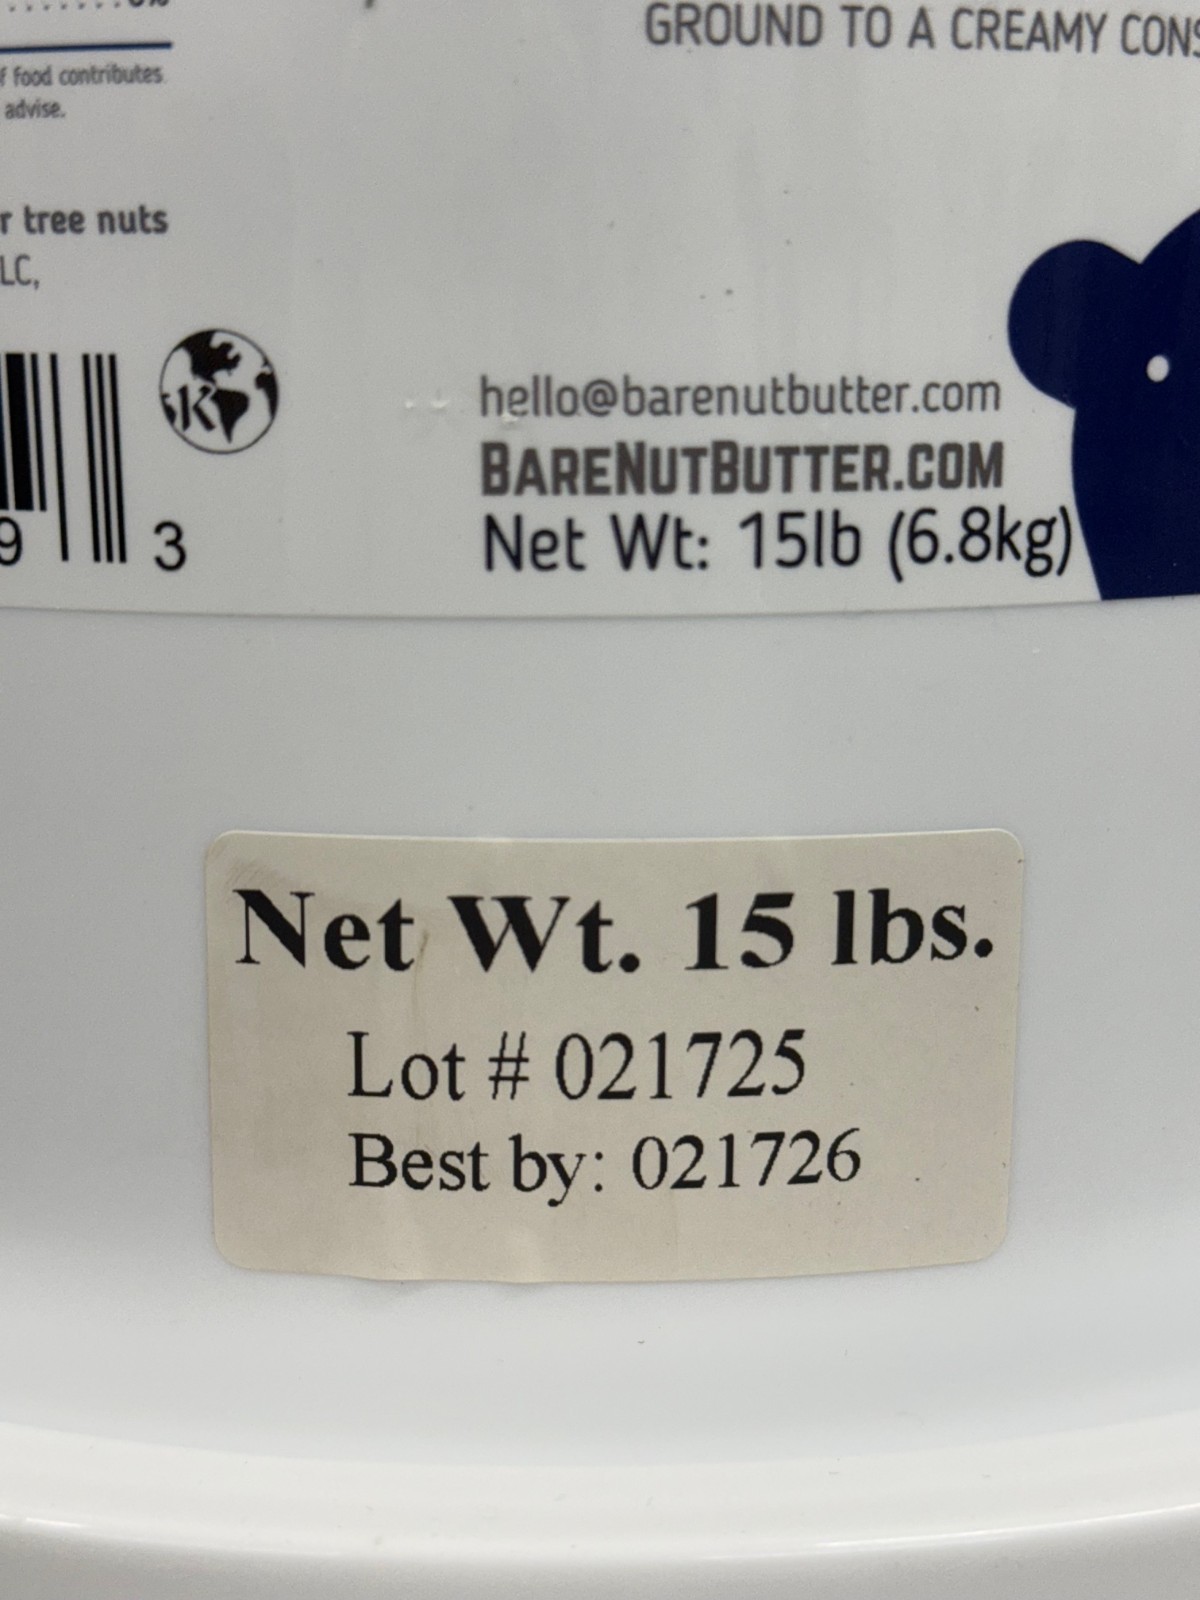 GROUND TO A CREAMY
f food contributes
advise.
r tree nuts
LC,
K
hello@barenutbutter.com
BARENUTBUTTER.COM
Net Wt: 15lb (6.8kg)
9 3
Net Wt. 15 lbs.
Lot # 021725
Best by: 021726